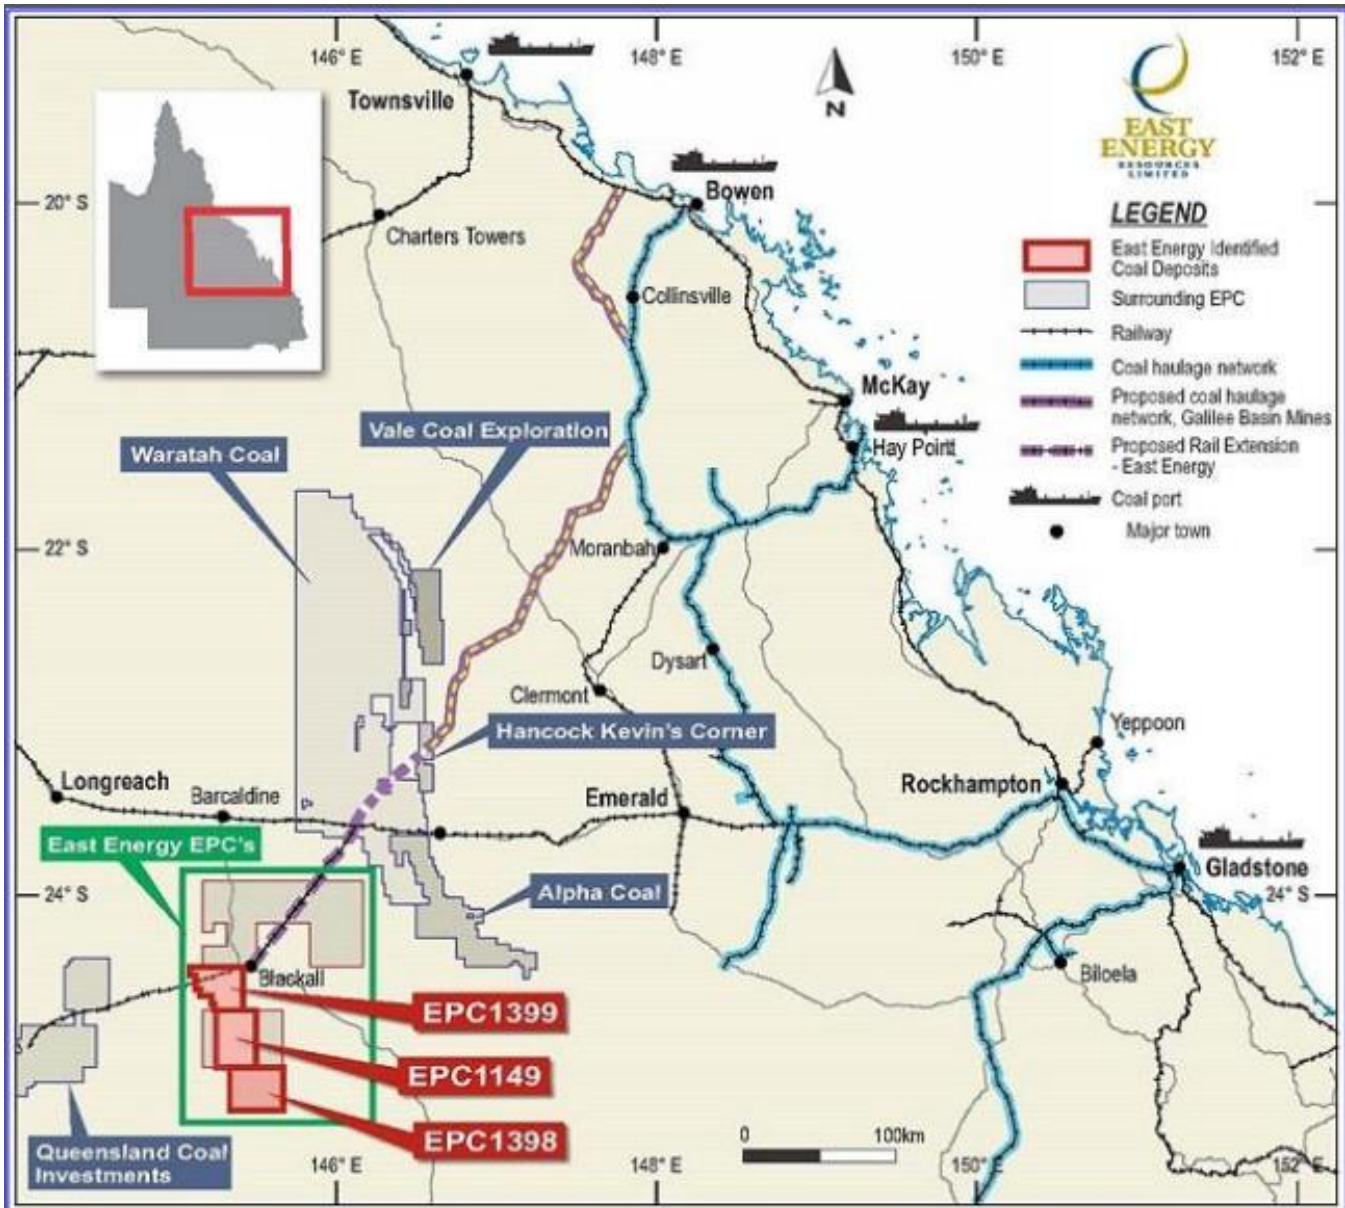 146° E
148° E
150° E
152° E
N
EAST
ENERGY
RESOURCES
LIMITED
Townsville
20° S
Bowen
Charters Towers
Collinsville
LEGEND
East Energy Identified
Coal Deposits
Surrounding EPC
Railway
Coal haulage network
Proposed coal haulage
network, Galilee Basin Mines
Proposed Rail Extension
- East Energy
Coal port
Major town
McKay
Hay Pointt
Vale Coal Exploration
Waratah Coal
22° S
Moranbah
Dysart
Clermont
Hancock Kevin's Corner
Yeppoon
Longreach
Barcaldine
Emerald
Rockhampton
East Energy EPC's
Gladstone
24° S
Alpha Coal
24° S
Blackall
Biloela
EPC1399
EPC1149
EPC1398
Queensland Coal
Investments
0
100km
146° E
148° E
150° E
152° E